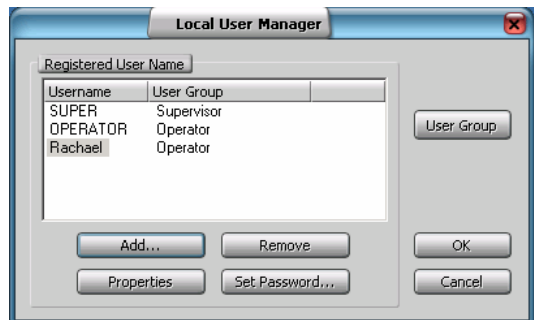 Local User Manager
Registered User Name
Username User Group
SUPER Supervisor
OPERATOR Operator
Rachael Operator
User Group
Add... Remove OK
Properties Set Password... Cancel